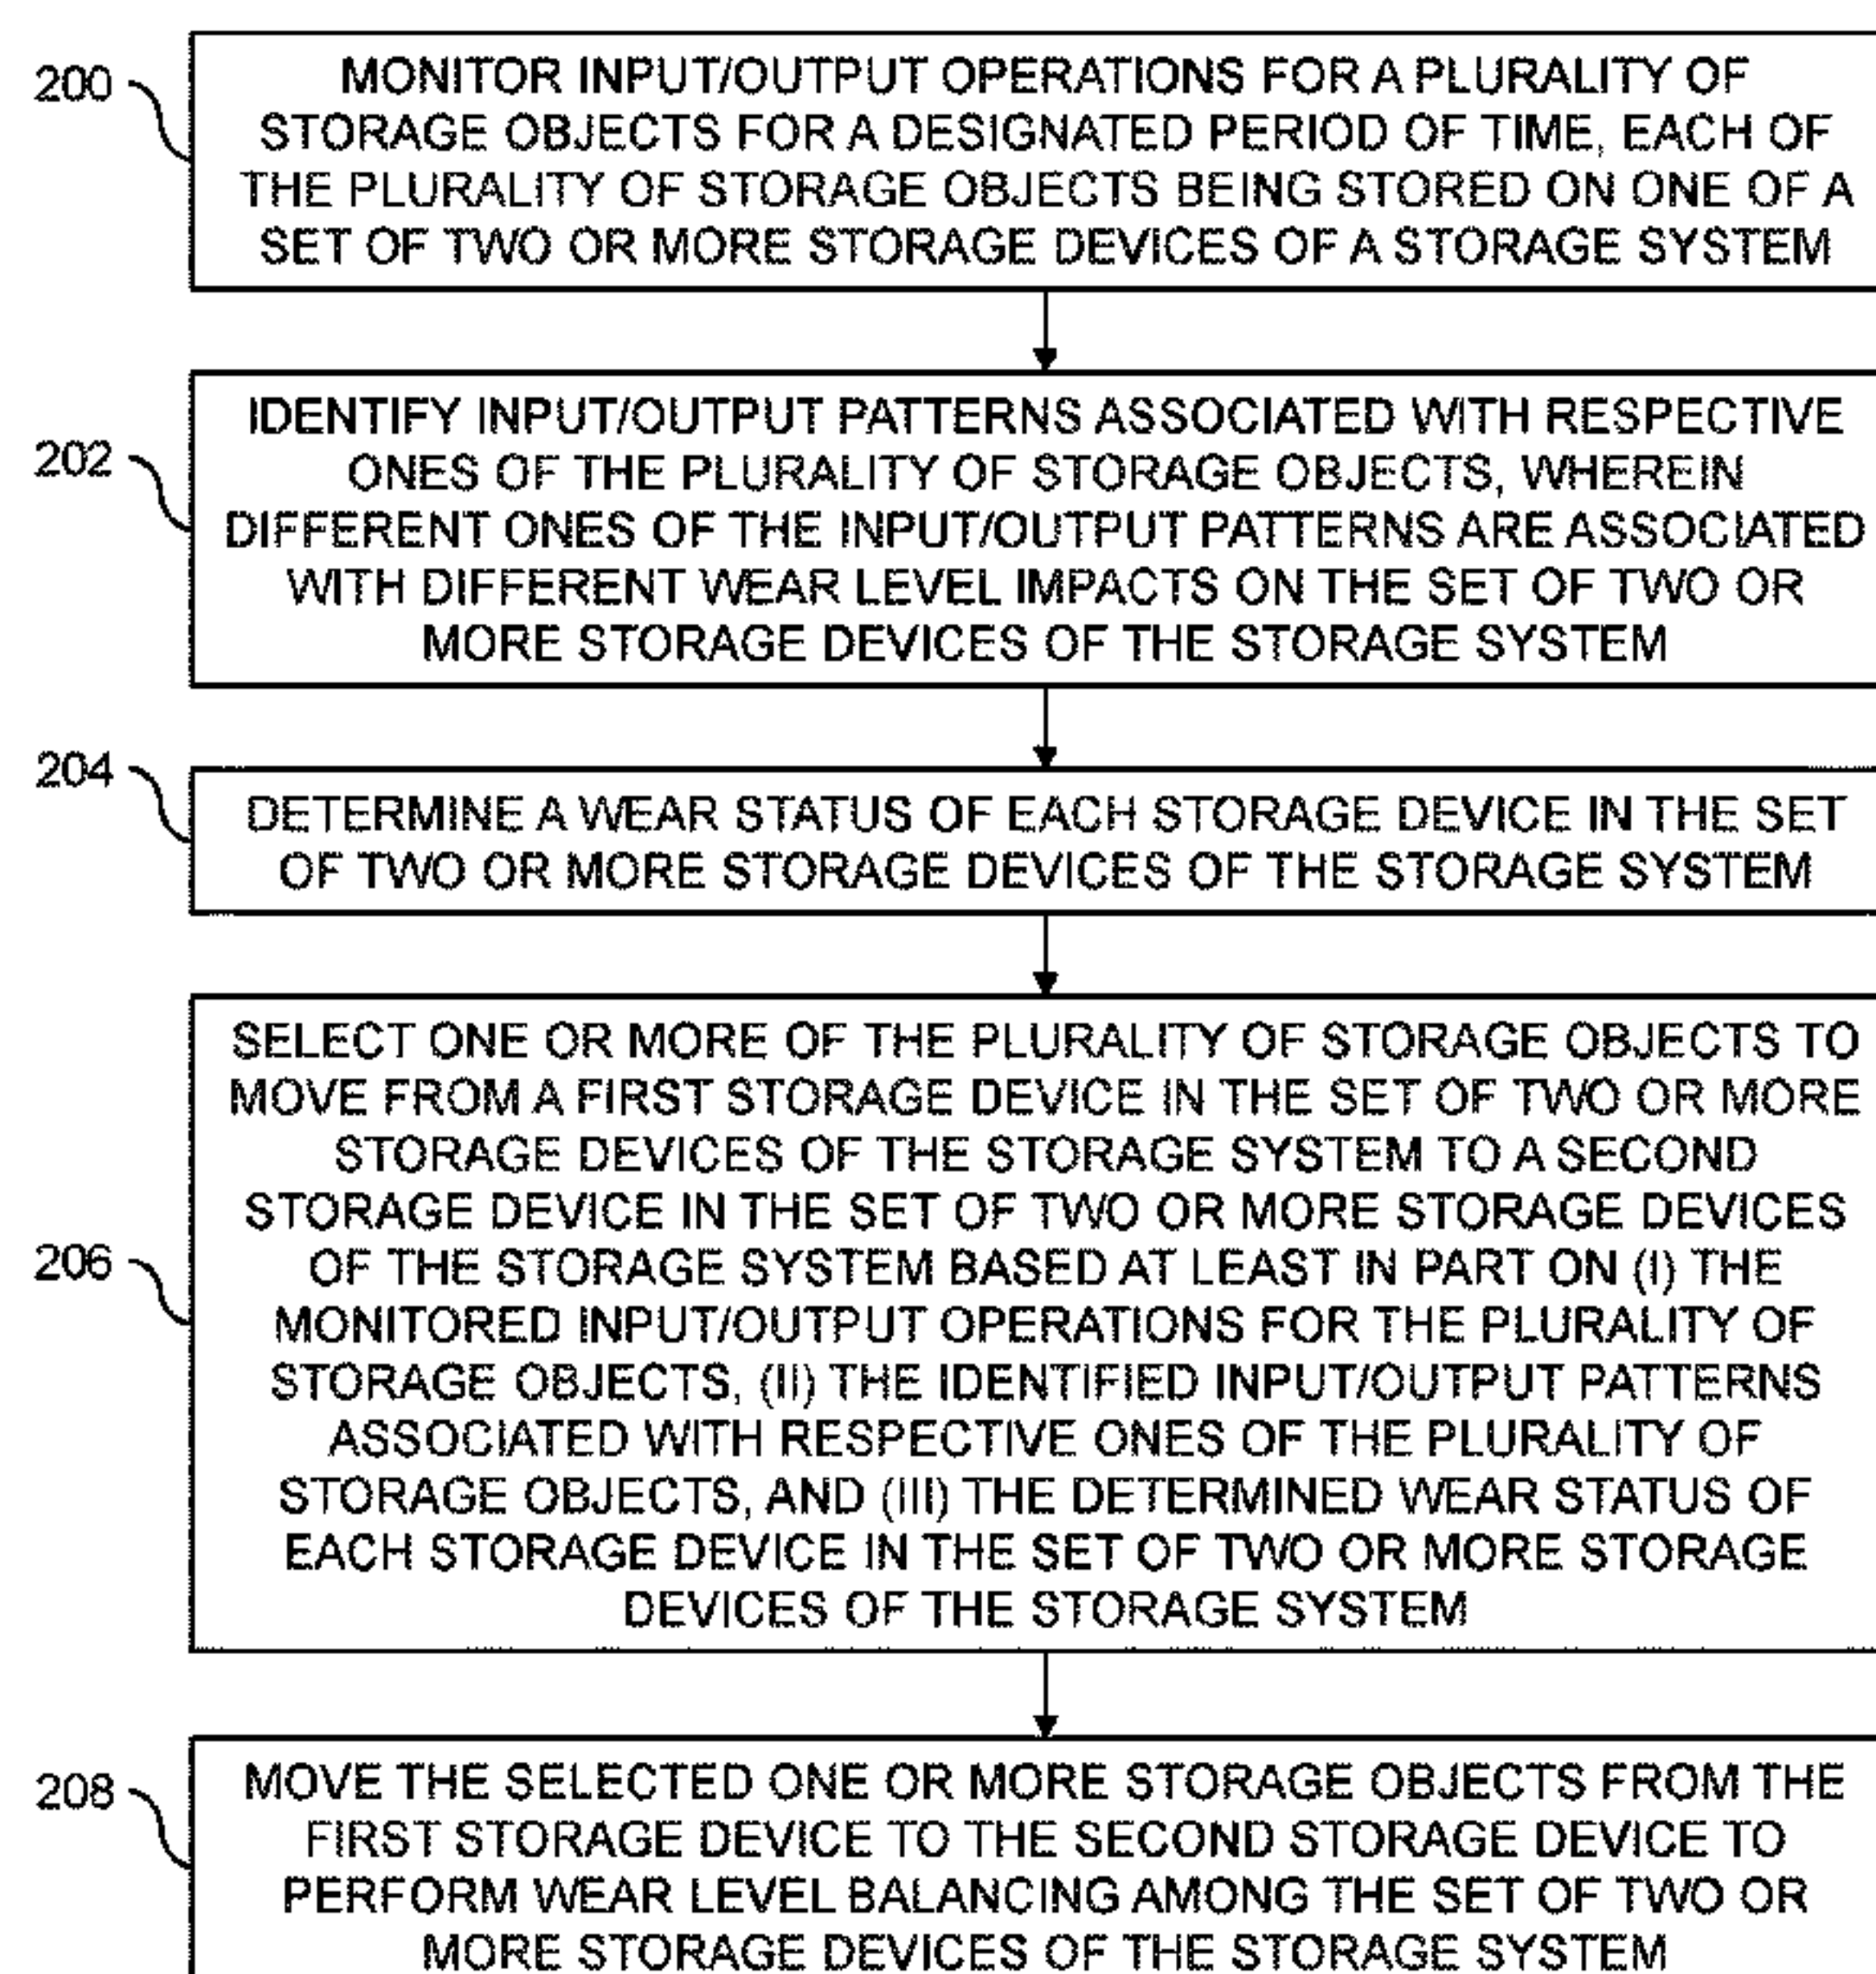 200
MONITOR INPUT/OUTPUT OPERATIONS FOR A PLURALITY OF
STORAGE OBJECTS FOR A DESIGNATED PERIOD OF TIME, EACH OF
THE PLURALITY OF STORAGE OBJECTS BEING STORED ON ONE OF A
SET OF TWO OR MORE STORAGE DEVICES OF A STORAGE SYSTEM
202
IDENTIFY INPUT/OUTPUT PATTERNS ASSOCIATED WITH RESPECTIVE
ONES OF THE PLURALITY OF STORAGE OBJECTS, WHEREIN
DIFFERENT ONES OF THE INPUT/OUTPUT PATTERNS ARE ASSOCIATED
WITH DIFFERENT WEAR LEVEL IMPACTS ON THE SET OF TWO OR
MORE STORAGE DEVICES OF THE STORAGE SYSTEM
204
DETERMINE A WEAR STATUS OF EACH STORAGE DEVICE IN THE SET
OF TWO OR MORE STORAGE DEVICES OF THE STORAGE SYSTEM
206
SELECT ONE OR MORE OF THE PLURALITY OF STORAGE OBJECTS TO
MOVE FROM A FIRST STORAGE DEVICE IN THE SET OF TWO OR MORE
STORAGE DEVICES OF THE STORAGE SYSTEM TO A SECOND
STORAGE DEVICE IN THE SET OF TWO OR MORE STORAGE DEVICES
OF THE STORAGE SYSTEM BASED AT LEAST IN PART ON (I) THE
MONITORED INPUT/OUTPUT OPERATIONS FOR THE PLURALITY OF
STORAGE OBJECTS, (II) THE IDENTIFIED INPUT/OUTPUT PATTERNS
ASSOCIATED WITH RESPECTIVE ONES OF THE PLURALITY OF
STORAGE OBJECTS, AND (III) THE DETERMINED WEAR STATUS OF
EACH STORAGE DEVICE IN THE SET OF TWO OR MORE STORAGE
DEVICES OF THE STORAGE SYSTEM
208
MOVE THE SELECTED ONE OR MORE STORAGE OBJECTS FROM THE
FIRST STORAGE DEVICE TO THE SECOND STORAGE DEVICE TO
PERFORM WEAR LEVEL BALANCING AMONG THE SET OF TWO OR
MORE STORAGE DEVICES OF THE STORAGE SYSTEM